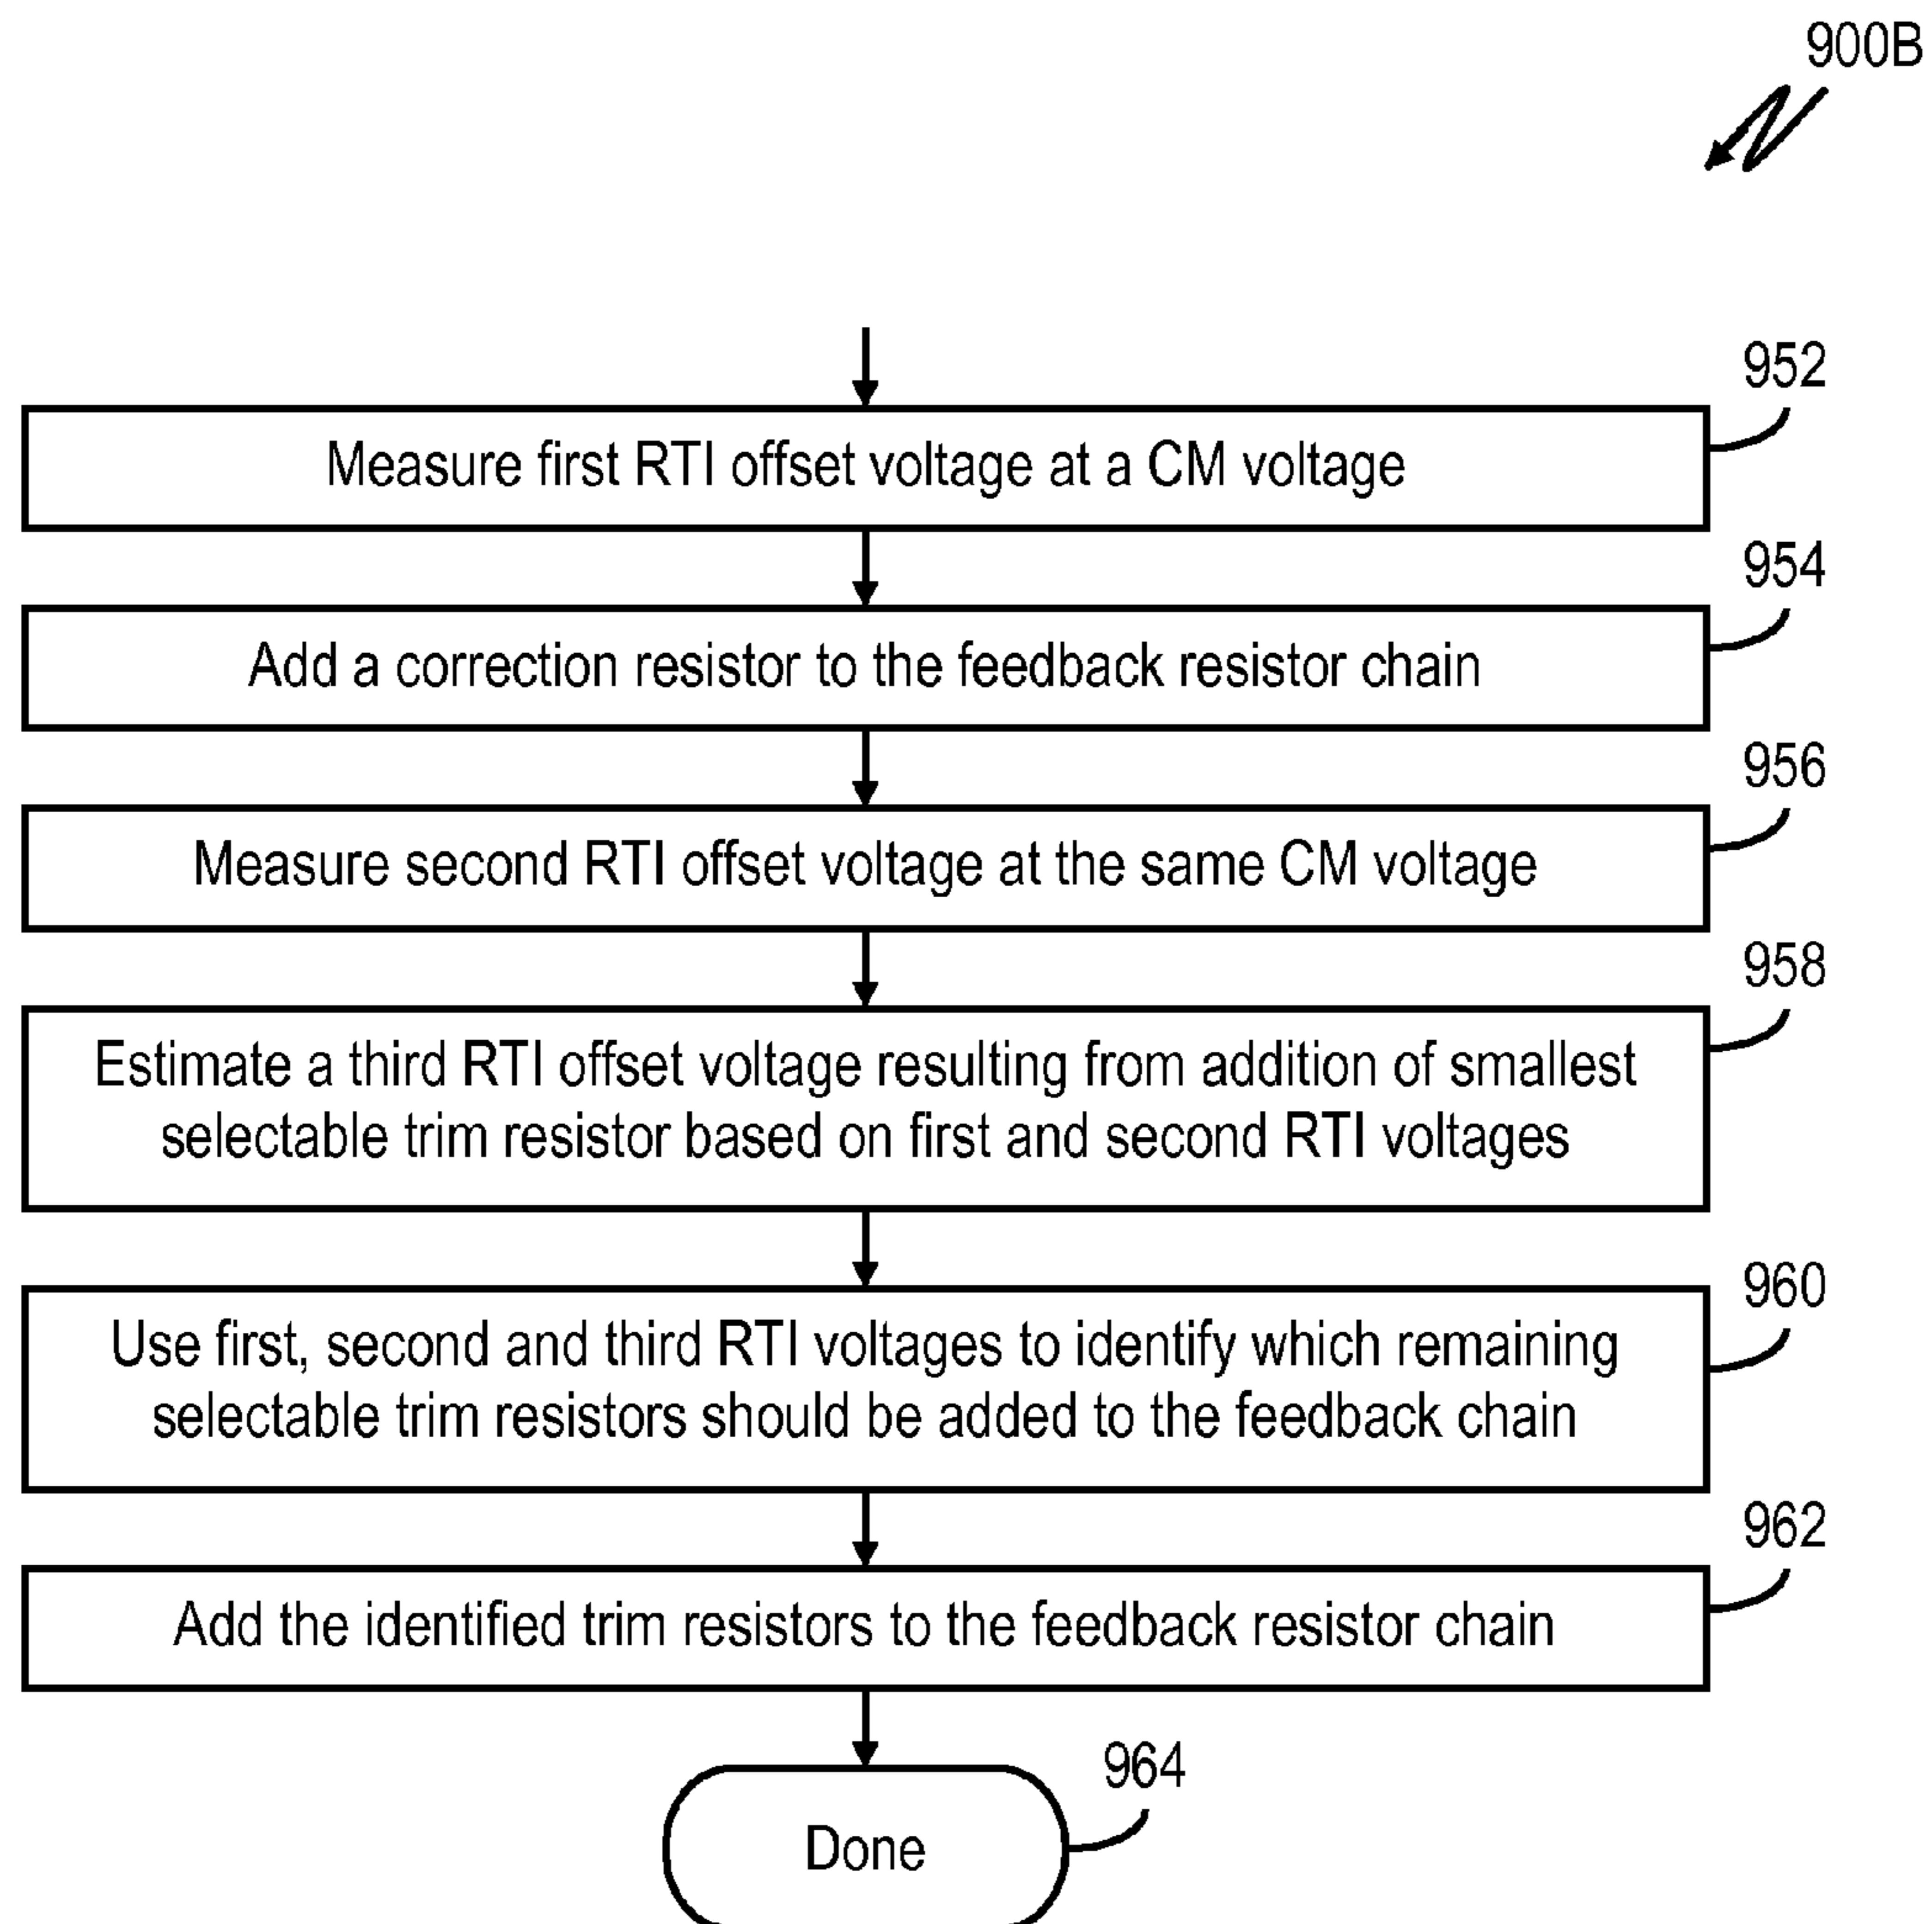 900B
952
Measure first RTI offset voltage at a CM voltage
954
Add a correction resistor to the feedback resistor chain
956
Measure second RTI offset voltage at the same CM voltage
958
Estimate a third RTI offset voltage resulting from addition of smallest
selectable trim resistor based on first and second RTI voltages
960
Use first, second and third RTI voltages to identify which remaining
selectable trim resistors should be added to the feedback chain
962
Add the identified trim resistors to the feedback resistor chain
964
Done